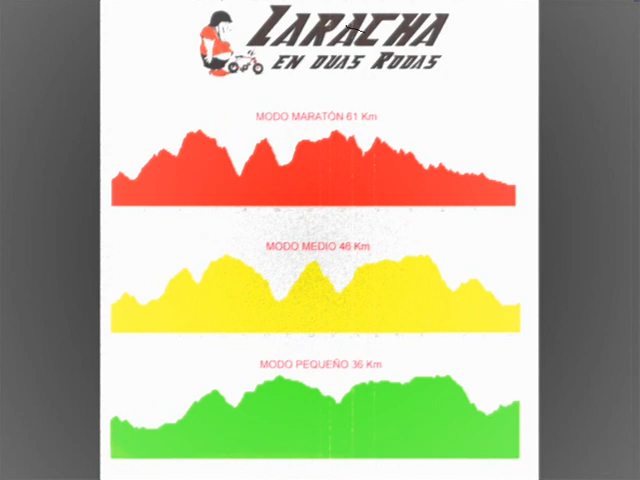 LARACHA
EN DUAS RODAS
MODO MARATÓN 61 Km
MODO MEDIO 46 Km
MODO PEQUEÑO 36 Km